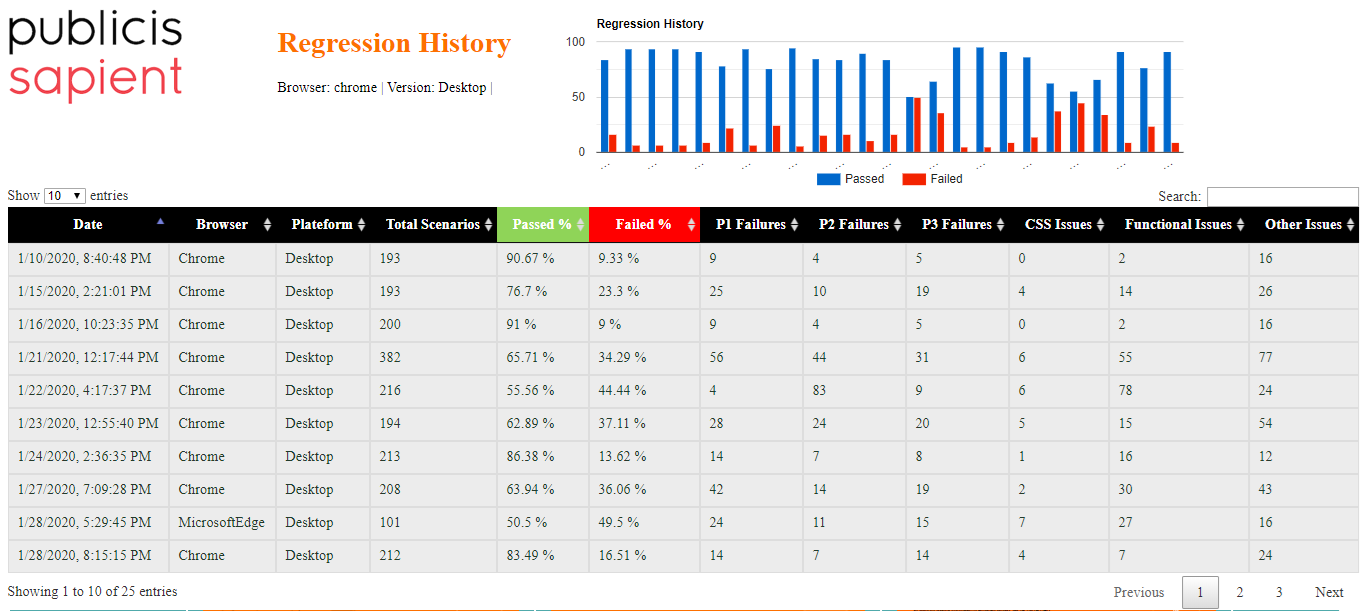 publicis
sapient
Regression History
Browser: chrome | Version: Desktop |
Regression History
100
50
0
Passed Failed
Show 10 entries
Search:
Date Browser Plateform Total Scenarios Passed % Failed % P1 Failures P2 Failures P3 Failures CSS Issues Functional Issues Other Issues
1/10/2020, 8:40:48 PM Chrome Desktop 193 90.67 % 9.33 % 9 4 5 0 2 16
1/15/2020, 2:21:01 PM Chrome Desktop 193 76.7 % 23.3 % 25 10 19 4 14 26
1/16/2020, 10:23:35 PM Chrome Desktop 200 91 % 9 % 9 4 5 0 2 16
1/21/2020, 12:17:44 PM Chrome Desktop 382 65.71 % 34.29 % 56 44 31 6 55 77
1/22/2020, 4:17:37 PM Chrome Desktop 216 55.56 % 44.44 % 4 83 9 6 78 24
1/23/2020, 12:55:40 PM Chrome Desktop 194 62.89 % 37.11 % 28 24 20 5 15 54
1/24/2020, 2:36:35 PM Chrome Desktop 213 86.38 % 13.62 % 14 7 8 1 16 12
1/27/2020, 7:09:28 PM Chrome Desktop 208 63.94 % 36.06 % 42 14 19 2 30 43
1/28/2020, 5:29:45 PM MicrosoftEdge Desktop 101 50.5 % 49.5 % 24 11 15 7 27 16
1/28/2020, 8:15:15 PM Chrome Desktop 212 83.49 % 16.51 % 14 7 14 4 7 24
Showing 1 to 10 of 25 entries
Previous 1 2 3 Next